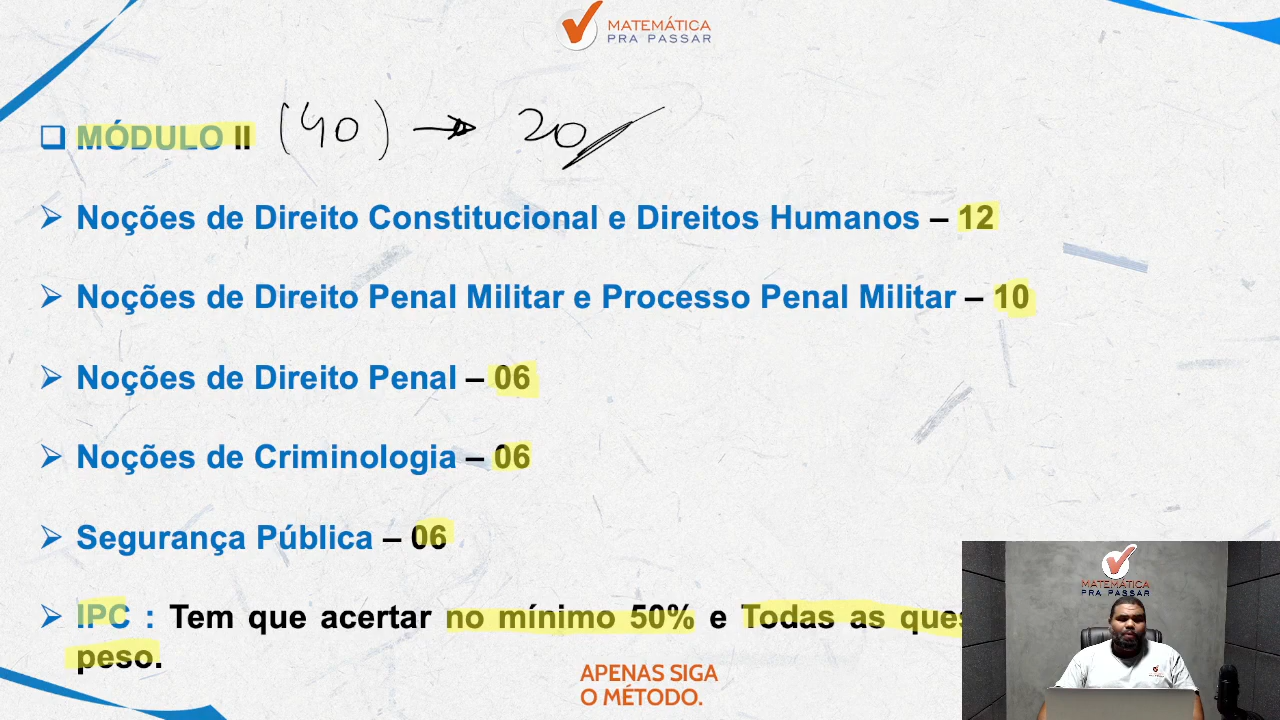 MATEMÁTICA
PRA PASSAR
MÓDULO II (40) → 20
Noções de Direito Constitucional e Direitos Humanos – 12
Noções de Direito Penal Militar e Processo Penal Militar – 10
Noções de Direito Penal – 06
Noções de Criminologia – 06
Segurança Pública – 06
IPC : Tem que acertar no mínimo 50% e Todas as
peso.
APENAS SIGA
O MÉTODO.
MATEMÁTICA
PRA PASSAR